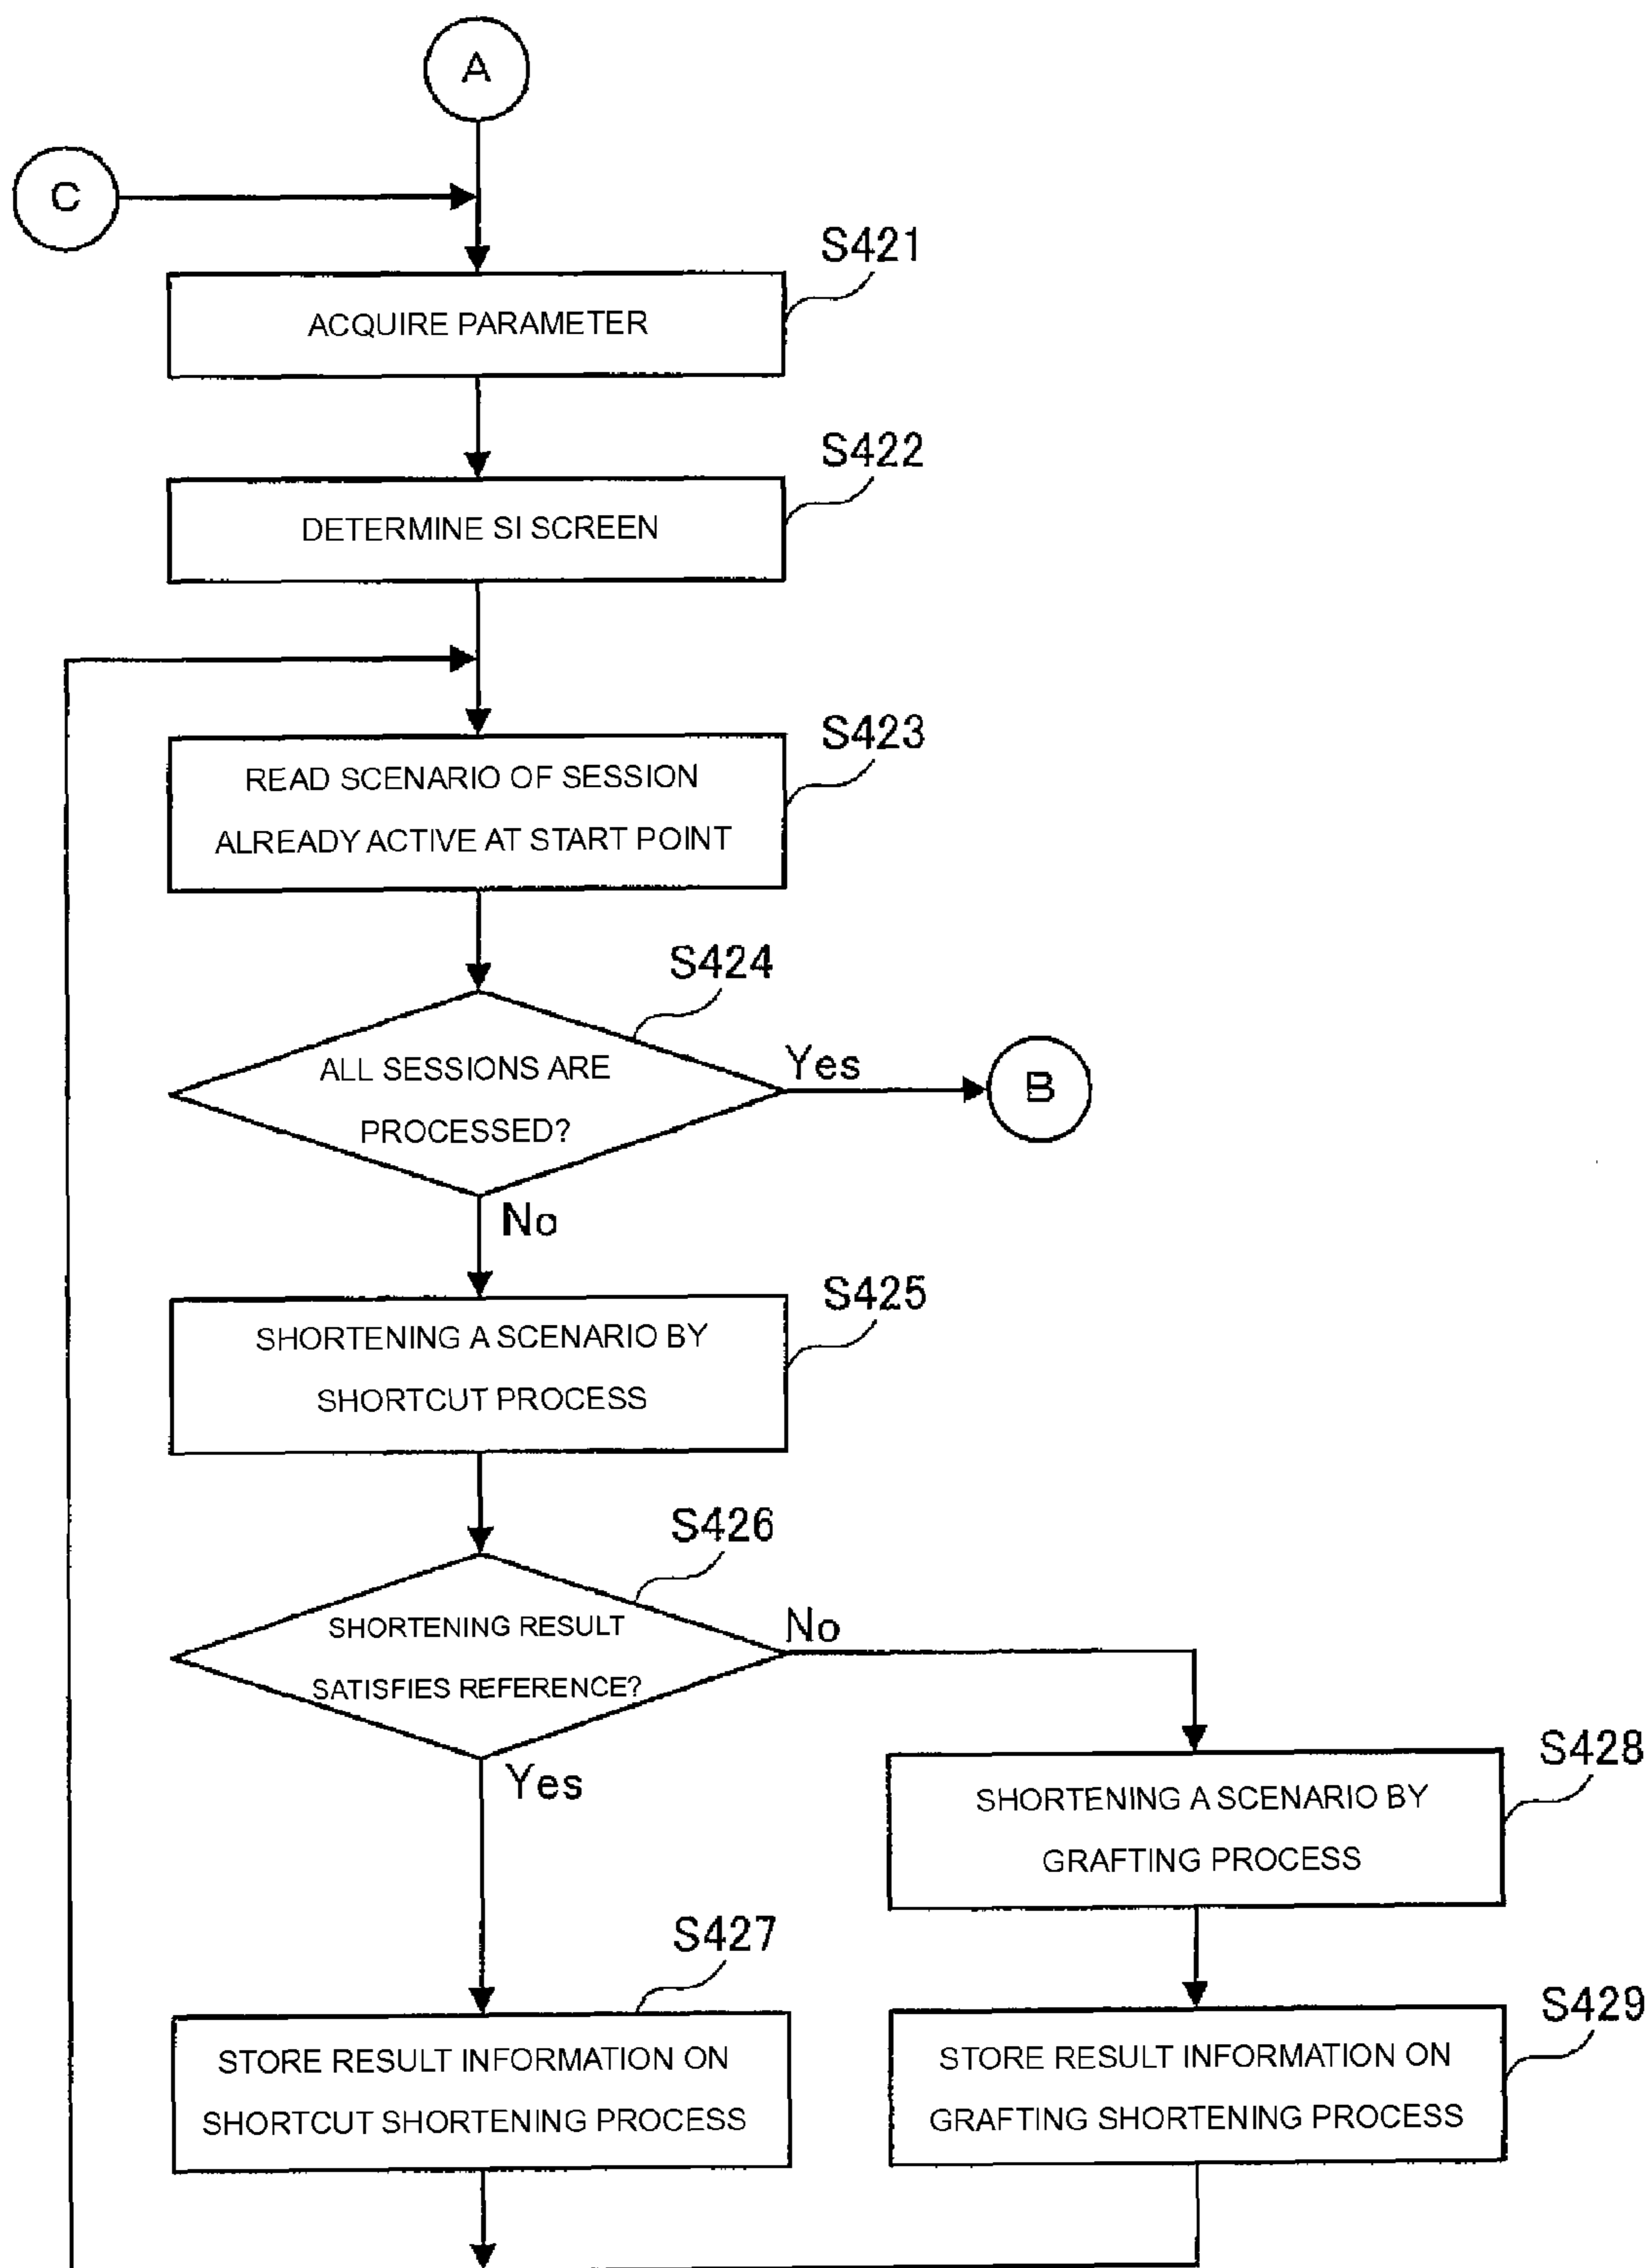 A
C
S421
ACQUIRE PARAMETER
S422
DETERMINE SI SCREEN
S423
READ SCENARIO OF SESSION
ALREADY ACTIVE AT START POINT
S424
ALL SESSIONS ARE
PROCESSED?
Yes
B
No
S425
SHORTENING A SCENARIO BY
SHORTCUT PROCESS
S426
SHORTENING RESULT
SATISFIES REFERENCE?
No
Yes
S428
SHORTENING A SCENARIO BY
GRAFTING PROCESS
S427
STORE RESULT INFORMATION ON
SHORTCUT SHORTENING PROCESS
S429
STORE RESULT INFORMATION ON
GRAFTING SHORTENING PROCESS